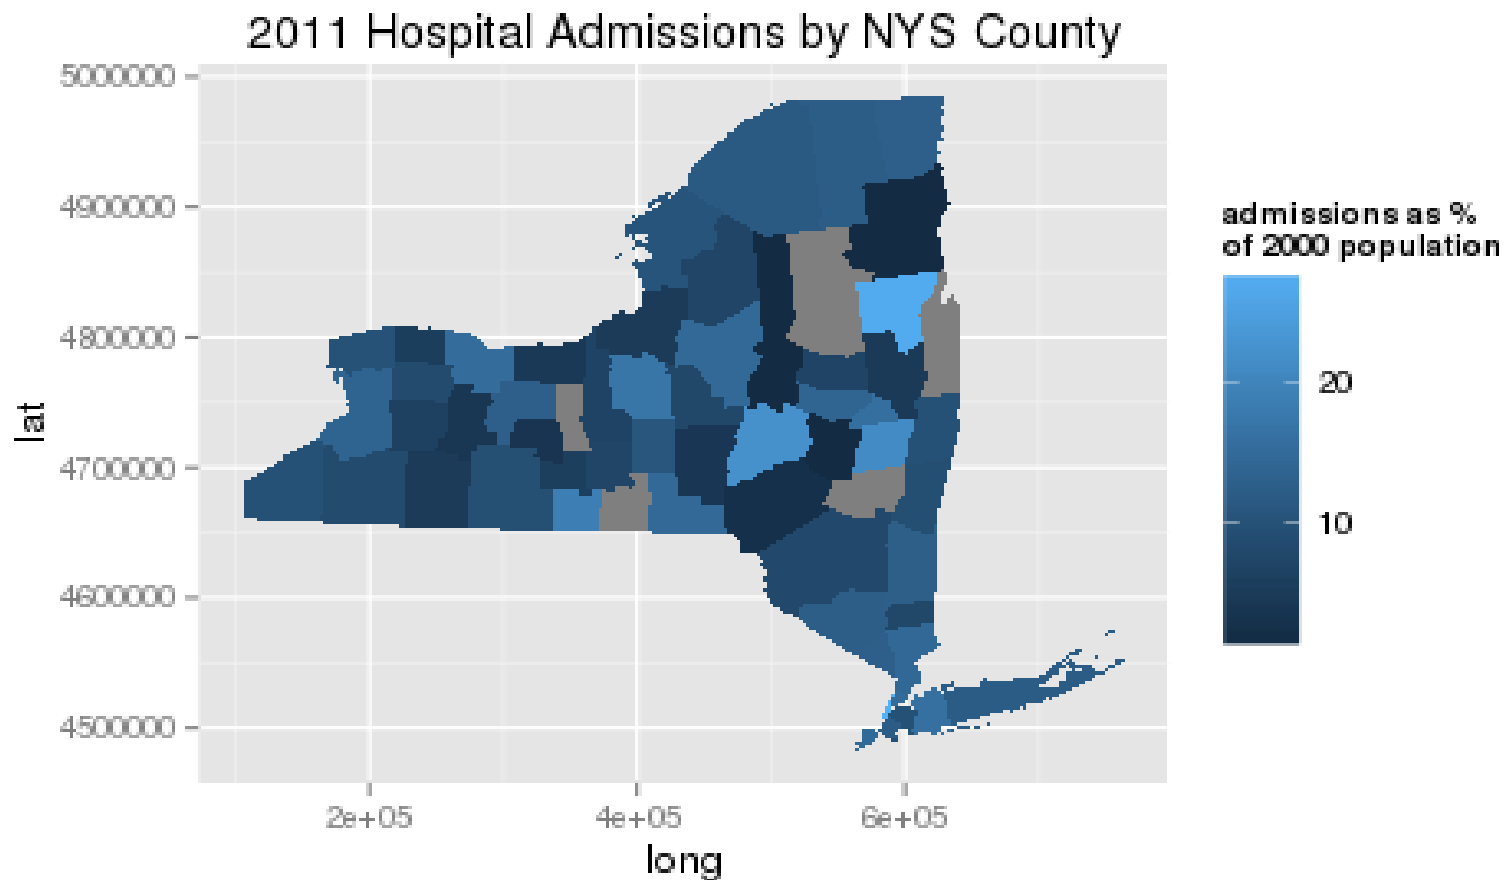 2011 Hospital Admissions by NYS County
5000000
4900000
4800000
4700000
4600000
4500000
lat
2e+05
4e+05
6e+05
long
admissions as %
of 2000 population
20
10